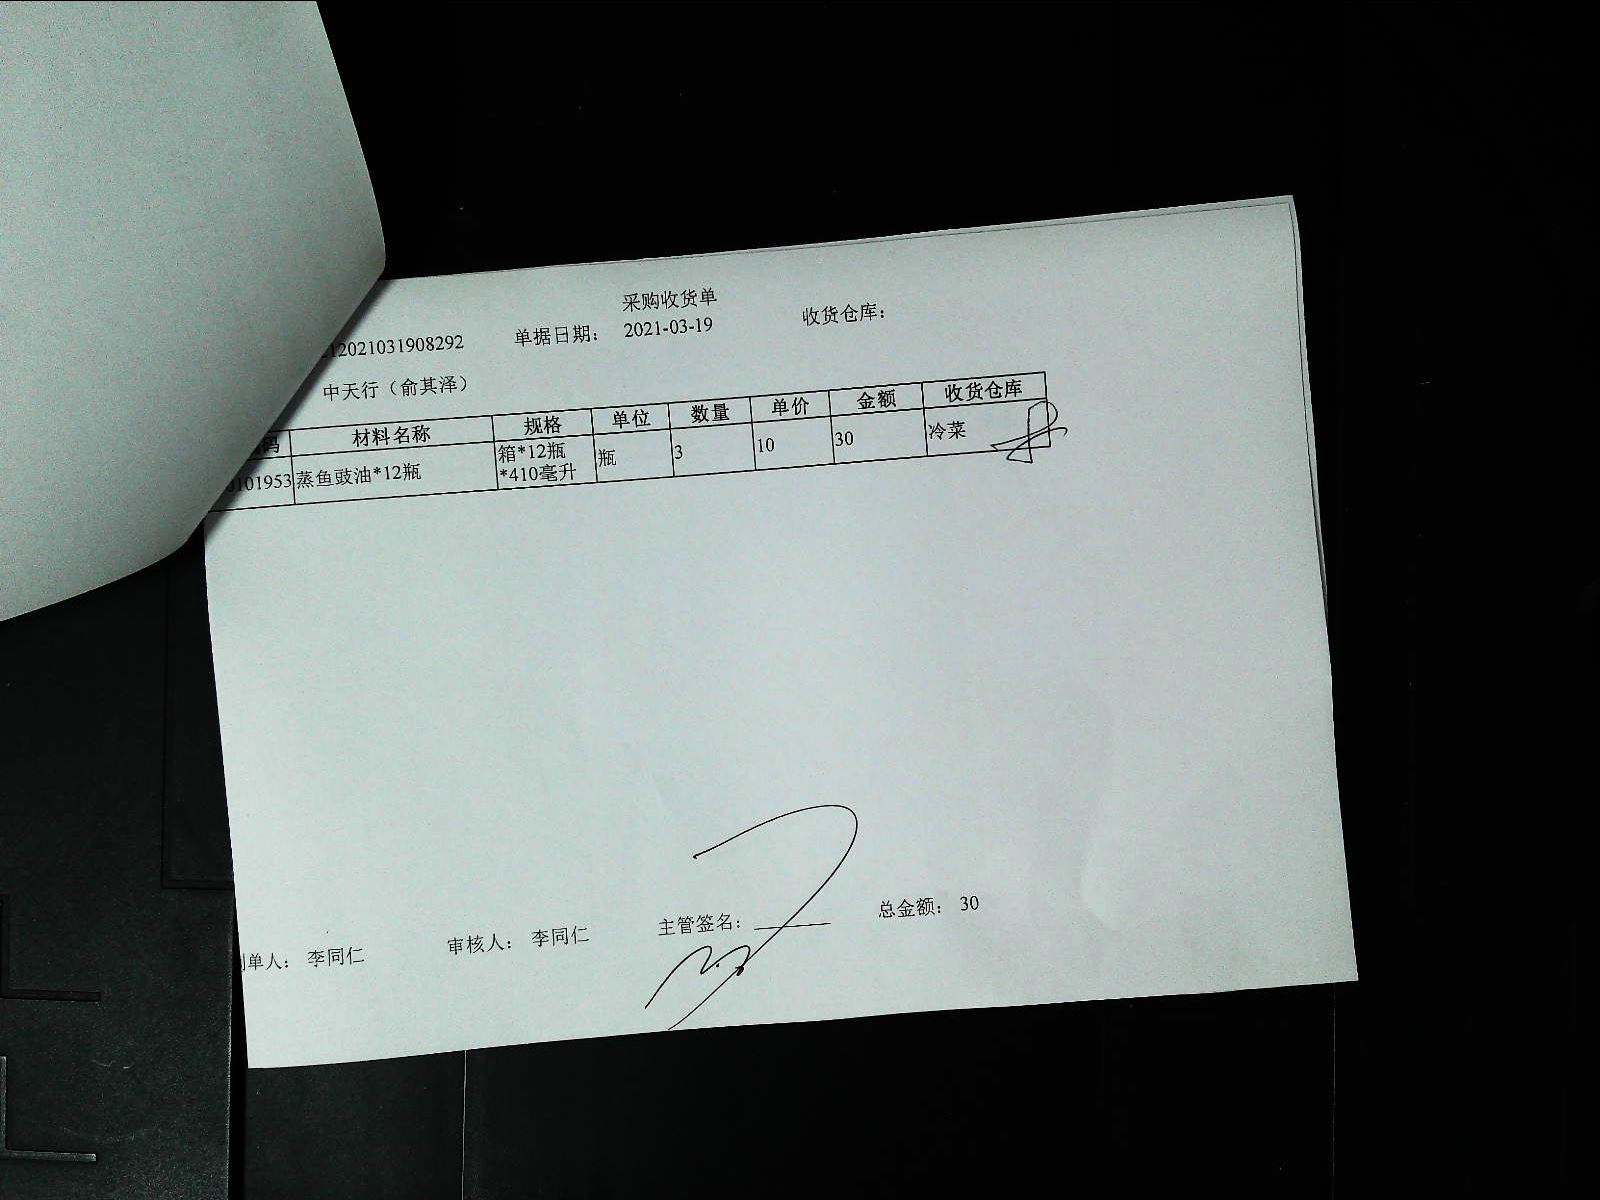 采购收货单
12021031908292 单据日期： 2021-03-19 收货仓库：
中天行（俞其泽）
码 材料名称 规格 单位 数量 单价 金额 收货仓库
0101953 蒸鱼豉油*12瓶 箱*12瓶*410毫升 瓶 3 10 30 冷菜
制单人： 李同仁 审核人： 李同仁 主管签名： 总金额： 30